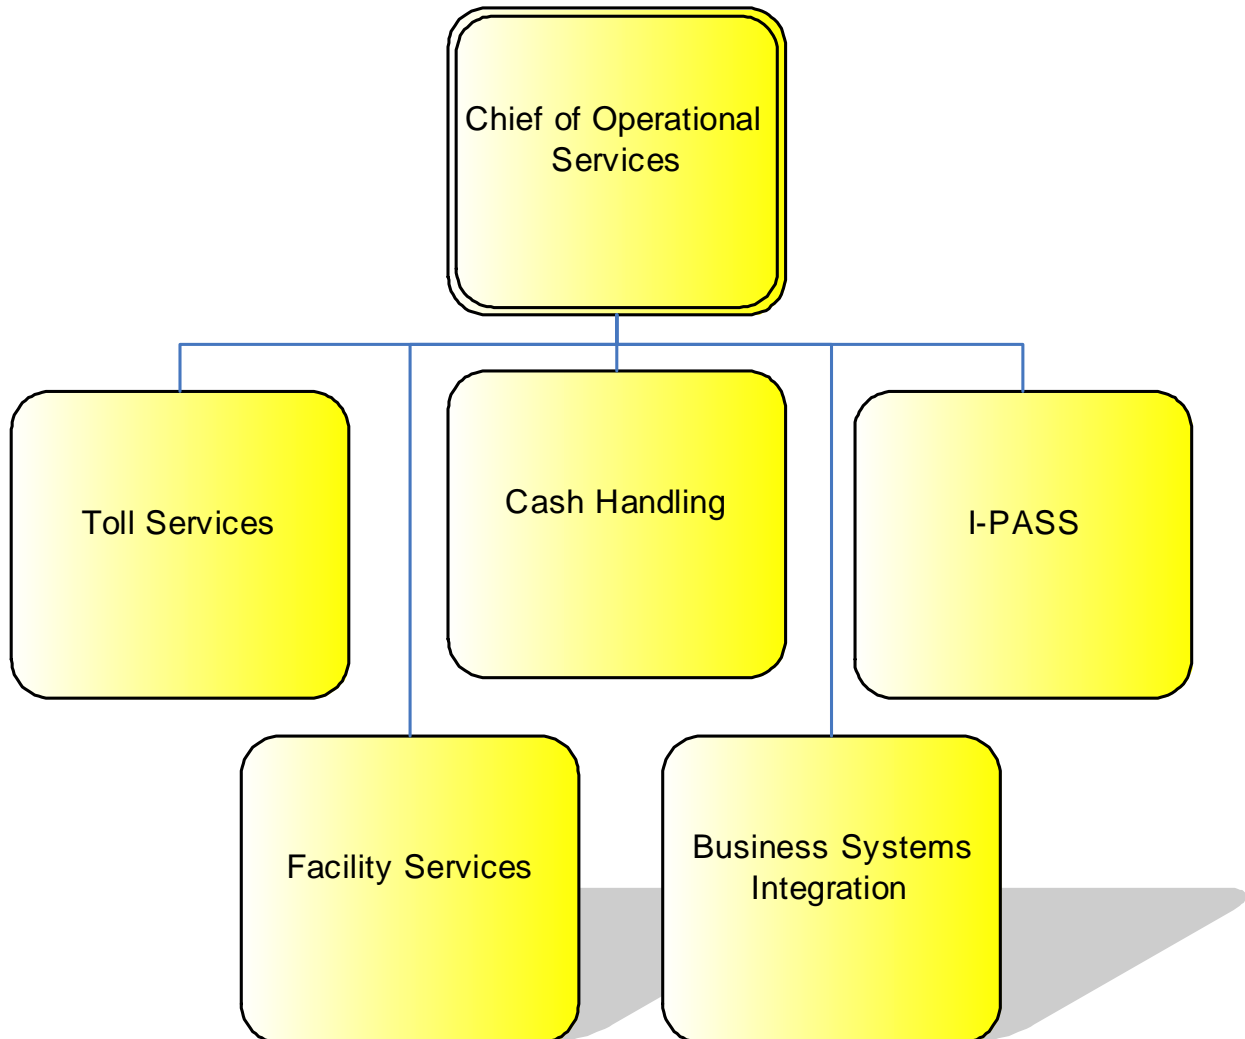 Chief of Operational
Services
Toll Services
Cash Handling
I-PASS
Facility Services
Business Systems
Integration